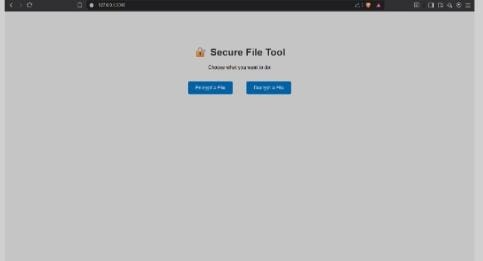 Secure File Tool
Choose what you want to do:
Encrypt a File
Decrypt a File